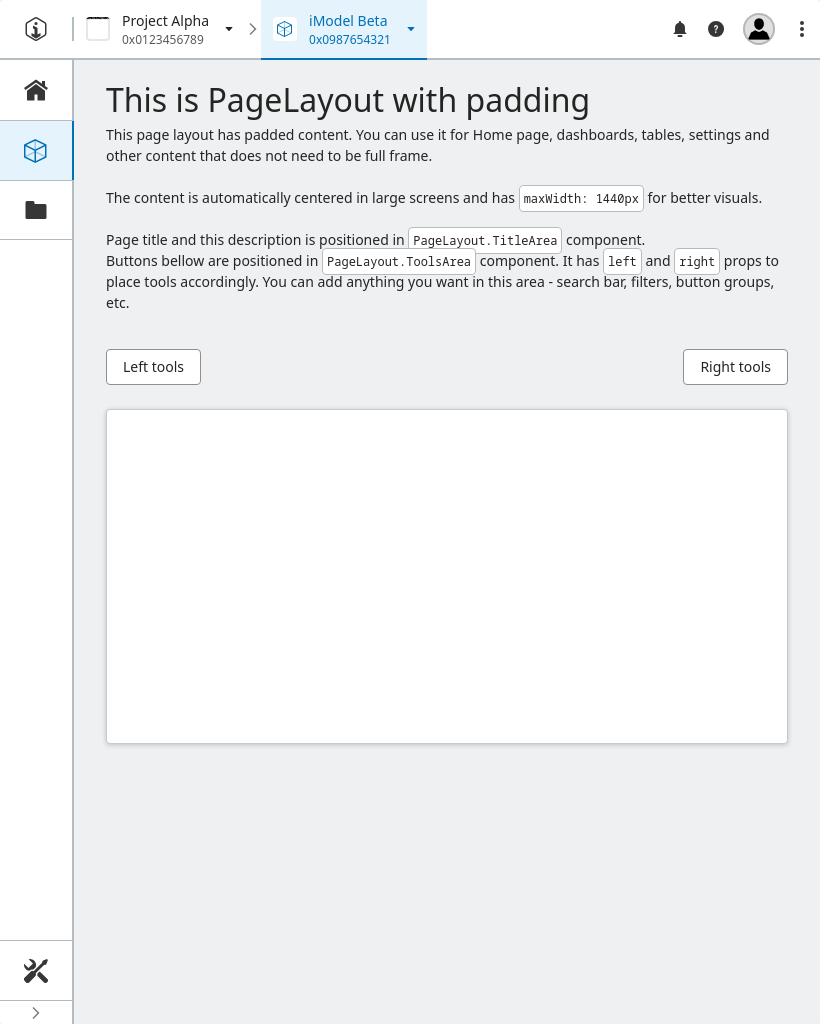 Project Alpha
0x0123456789
iModel Beta
0x0987654321
This is PageLayout with padding
This page layout has padded content. You can use it for Home page, dashboards, tables, settings and
other content that does not need to be full frame.
The content is automatically centered in large screens and has maxWidth: 1440px for better visuals.
Page title and this description is positioned in PageLayout.TitleArea component.
Buttons bellow are positioned in PageLayout.ToolsArea component. It has left and right props to
place tools accordingly. You can add anything you want in this area - search bar, filters, button groups,
etc.
Left tools
Right tools